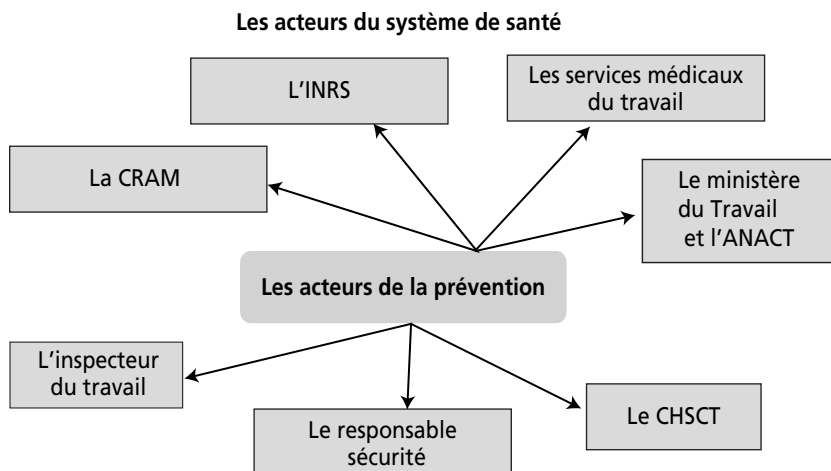 Les acteurs du système de santé
L'INRS
Les services médicaux
du travail
La CRAM
Le ministère
du Travail
et l'ANACT
Les acteurs de la prévention
L'inspecteur
du travail
Le responsable
sécurité
Le CHSCT